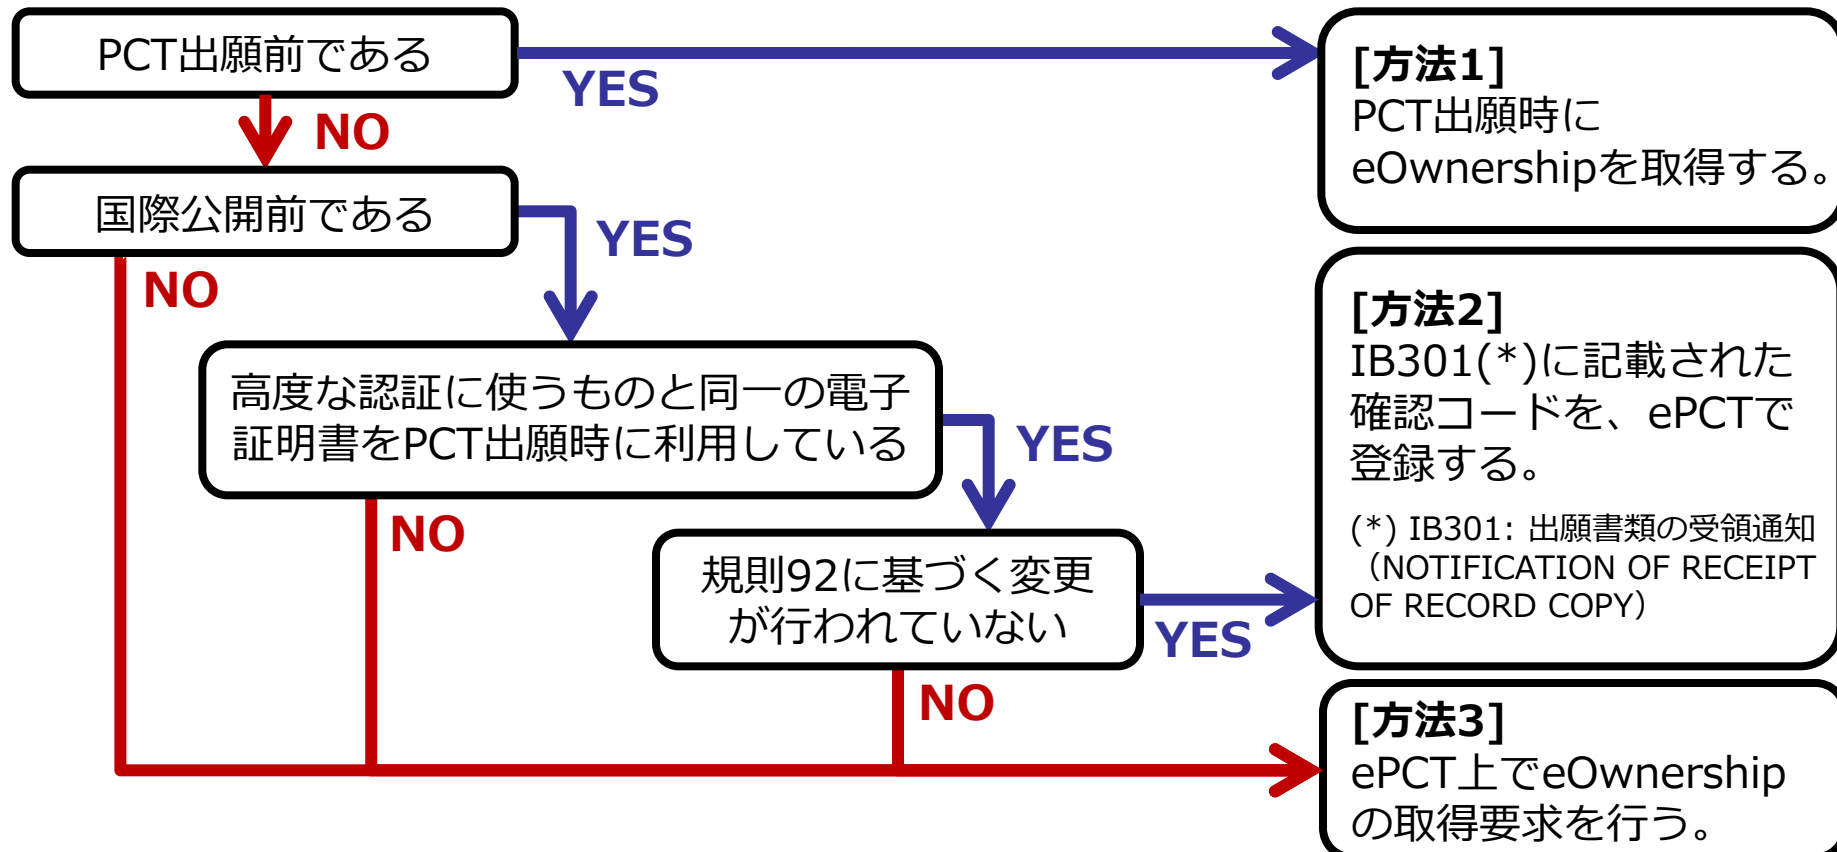 PCT出願前である
YES
NO
[方法1]
PCT出願時に
eOwnershipを取得する。
国際公開前である
YES
NO
高度な認証に使うものと同一の電子
証明書をPCT出願時に利用している
YES
NO
規則92に基づく変更
が行われていない
YES
NO
[方法2]
IB301(*)に記載された
確認コードを、ePCTで
登録する。
(*) IB301: 出願書類の受領通知
（NOTIFICATION OF RECEIPT
OF RECORD COPY）
[方法3]
ePCT上でeOwnership
の取得要求を行う。